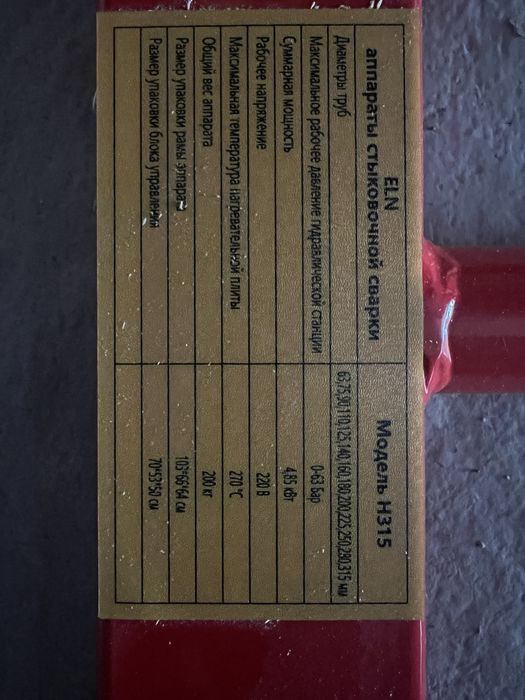 ELN
аппараты стыковочной сварки Модель H315
Диаметры труб 63,75,90,110,125,140,160,180,200,225,250,280,315 мм
Максимальное рабочее давление гидравлической станции 0-63 Бар
Суммарная мощность 4,85 кВт
Рабочее напряжение 220 В
Максимальная температура нагревательной плиты 270 °C
Общий вес аппарата 200 кг
Размер упаковки рамы аппарата 103*66*64 см
Размер упаковки блока управления 70*53*50 см